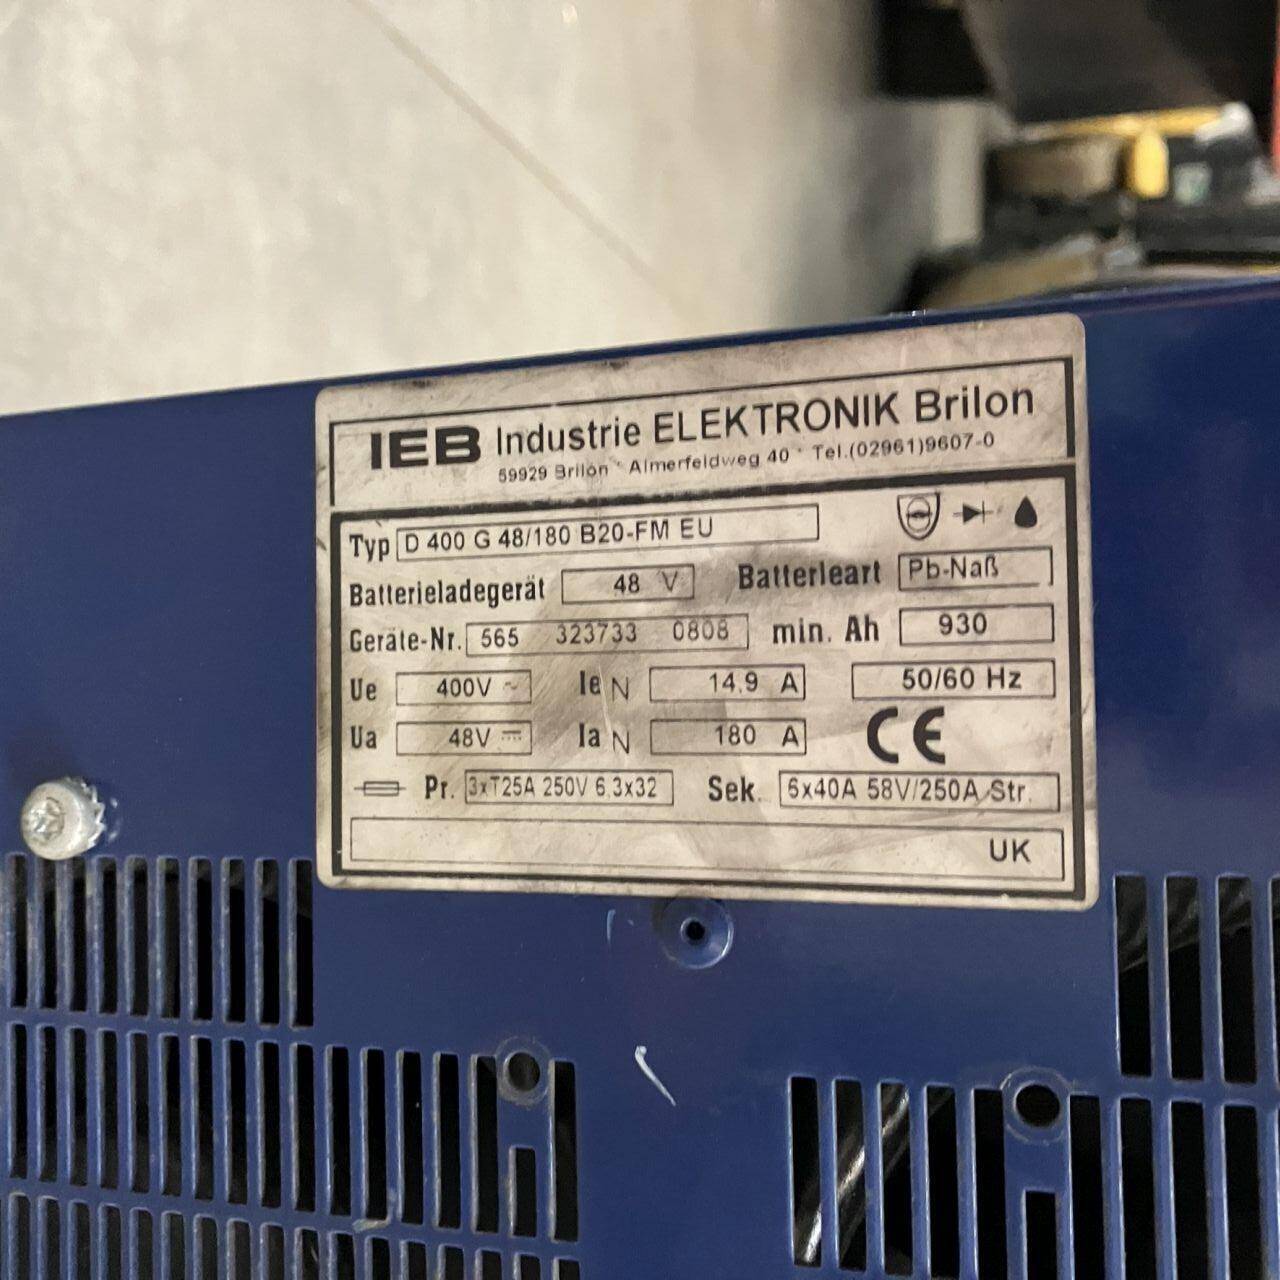 IEB Industrie ELEKTRONIK Brilon
59929 Brilon · Almerfeldweg 40 · Tel.(02961)9607-0
Typ D 400 G 48/180 B20-FM EU
Batterieladegerät 48 V Batterieart Pb-Naß
Geräte-Nr. 565 323733 0808 min. Ah 930
Ue 400V ~ Ie N 14.9 A 50/60 Hz
Ua 48V ⎓ Ia N 180 A CE
Pr. 3xT25A 250V 6.3x32 Sek. 6x40A 58V/250A Str.
UK